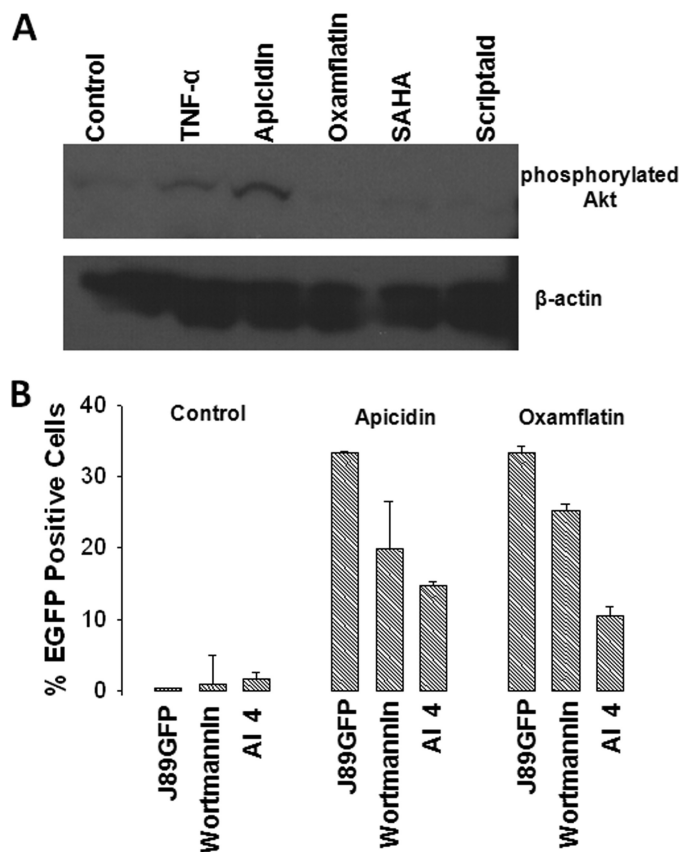 A
Control
TNF-α
Apicidin
Oxamflatin
SAHA
Scriptaid
phosphorylated
Akt
β-actin
B
% EGFP Positive Cells
40
30
20
10
0
Control
Apicidin
Oxamflatin
J89GFP
Wortmannin
AI 4
J89GFP
Wortmannin
AI 4
J89GFP
Wortmannin
AI 4